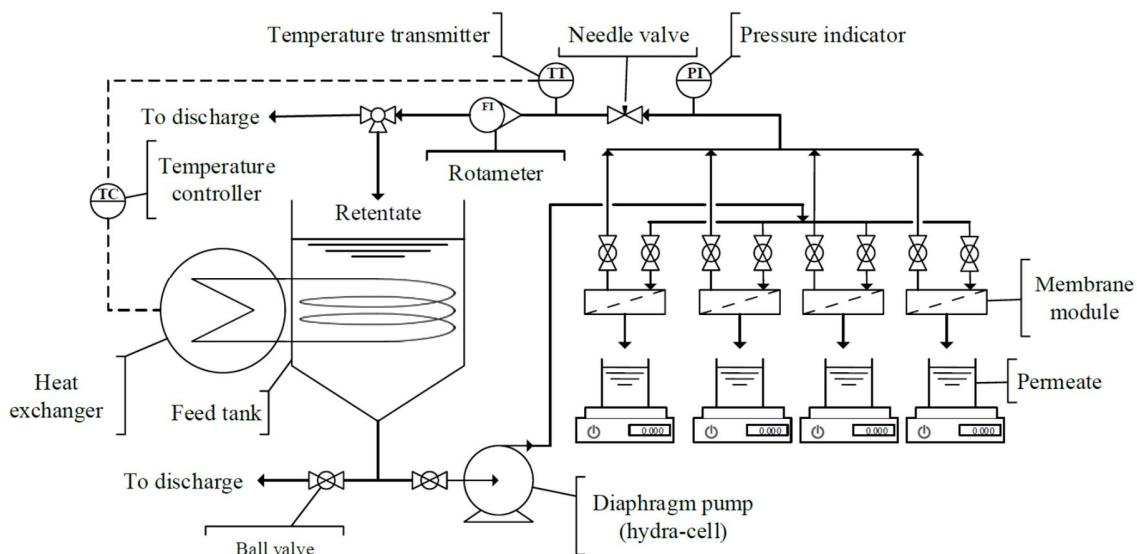 Temperature transmitter
Needle valve
Pressure indicator
TT
PI
To discharge
FI
Temperature
controller
TC
Rotameter
Retentate
Membrane
module
Heat
exchanger
Feed tank
Permeate
0.000
0.000
0.000
0.000
To discharge
Diaphragm pump
(hydra-cell)
Ball valve